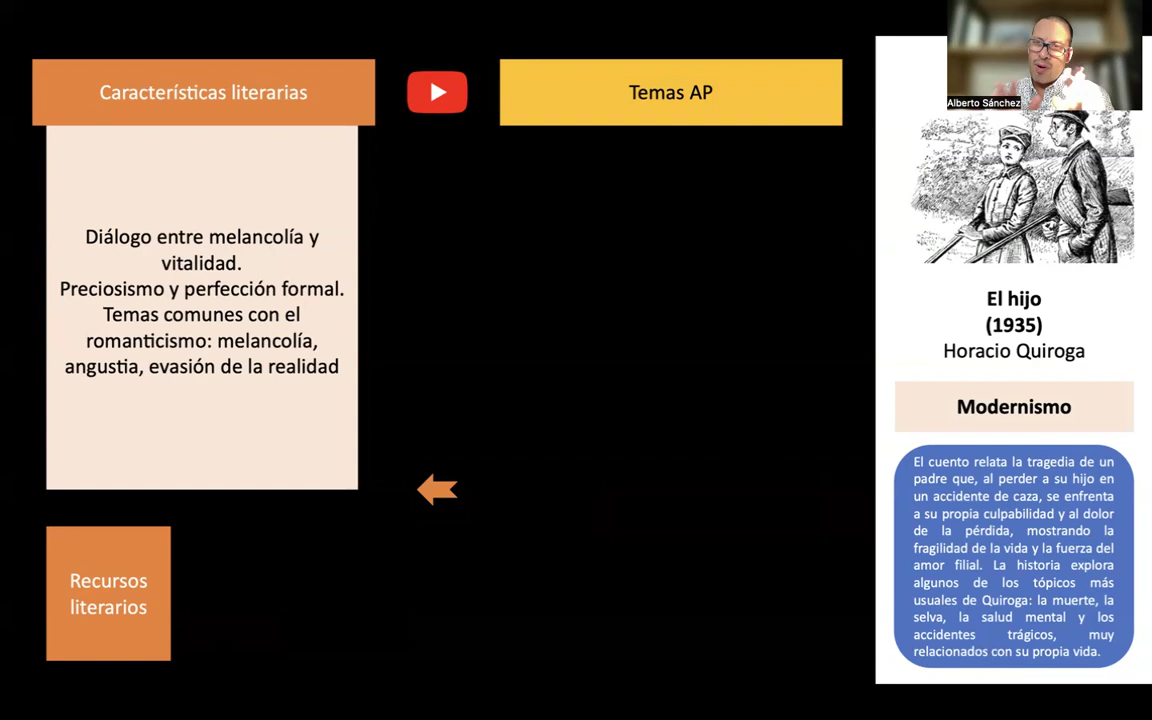 Características literarias
Temas AP
Alberto Sánchez
Diálogo entre melancolía y
vitalidad.
Preciosismo y perfección formal.
Temas comunes con el
romanticismo: melancolía,
angustia, evasión de la realidad
Recursos
literarios
El hijo
(1935)
Horacio Quiroga
Modernismo
El cuento relata la tragedia de un
padre que, al perder a su hijo en
un accidente de caza, se enfrenta
a su propia culpabilidad y al dolor
de la pérdida, mostrando la
fragilidad de la vida y la fuerza del
amor filial. La historia explora
algunos de los tópicos más
usuales de Quiroga: la muerte, la
selva, la salud mental y los
accidentes trágicos, muy
relacionados con su propia vida.